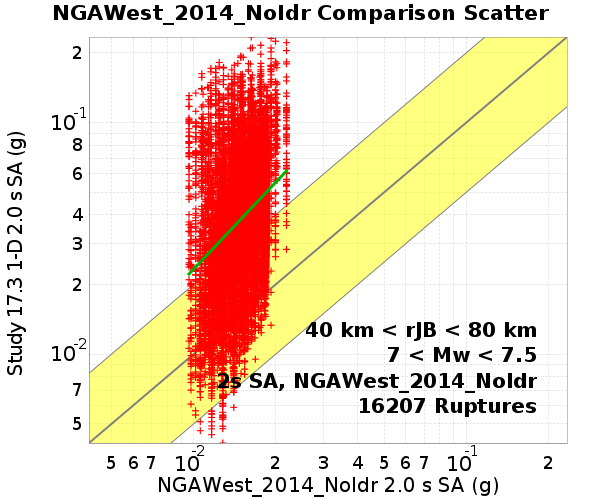 NGAWest_2014_NoIdr Comparison Scatter
Study 17.3 1-D 2.0 s SA (g)
2
10-1
8
6
4
3
2
10-2
7
5
40 km < rJB < 80 km
7 < Mw < 7.5
2s SA, NGAWest_2014_NoIdr
16207 Ruptures
5 6 7 10-2 2 3 4 5 6 7 10-1 2
NGAWest_2014_NoIdr 2.0 s SA (g)